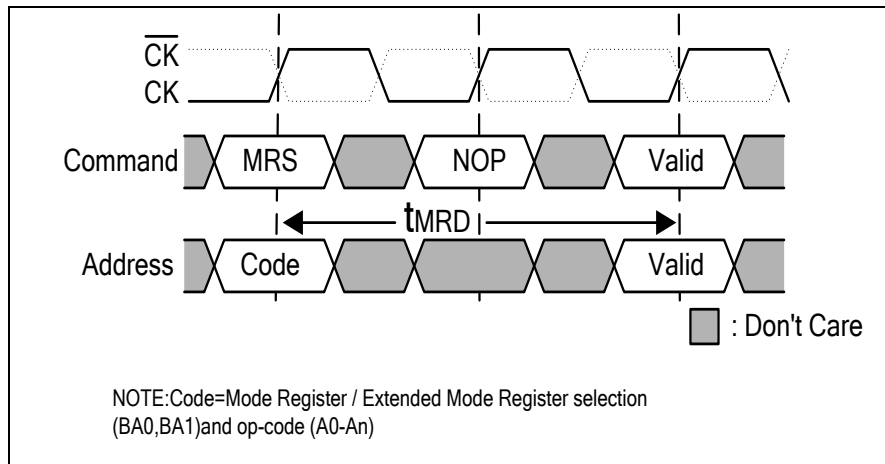 CK
CK
Command MRS NOP Valid
tMRD
Address Code Valid
: Don't Care
NOTE:Code=Mode Register / Extended Mode Register selection
(BA0,BA1)and op-code (A0-An)